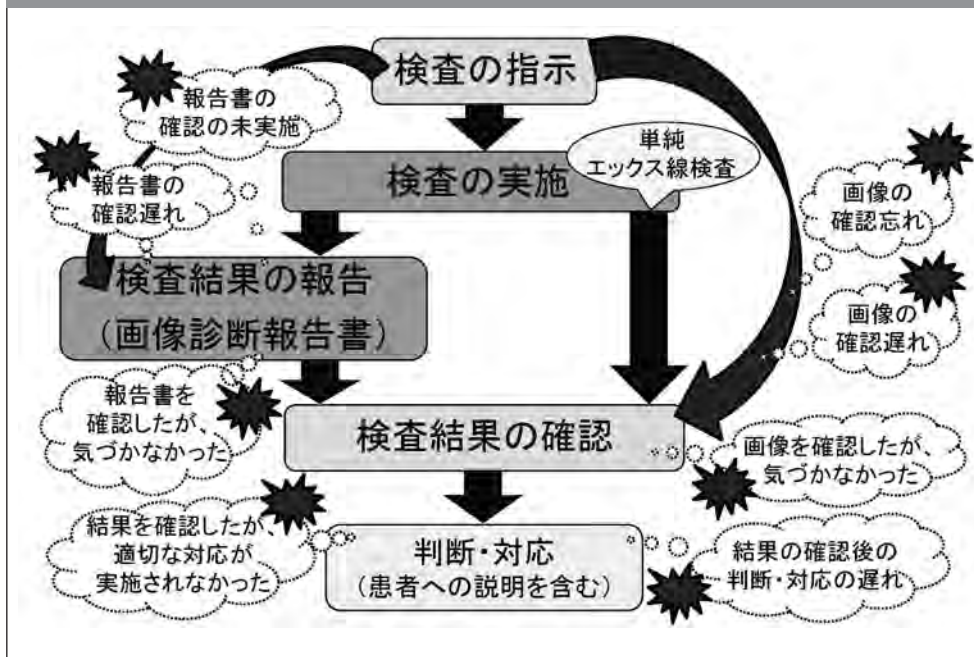 検査の指示
報告書の
確認の未実施
単純
エックス線検査
検査の実施
報告書の
確認遅れ
画像の
確認忘れ
検査結果の報告
（画像診断報告書）
画像の
確認遅れ
報告書を
確認したが、
気づかなかった
検査結果の確認
画像を確認したが、
気づかなかった
結果を確認したが、
適切な対応が
実施されなかった
判断・対応
（患者への説明を含む）
結果の確認後の
判断・対応の遅れ